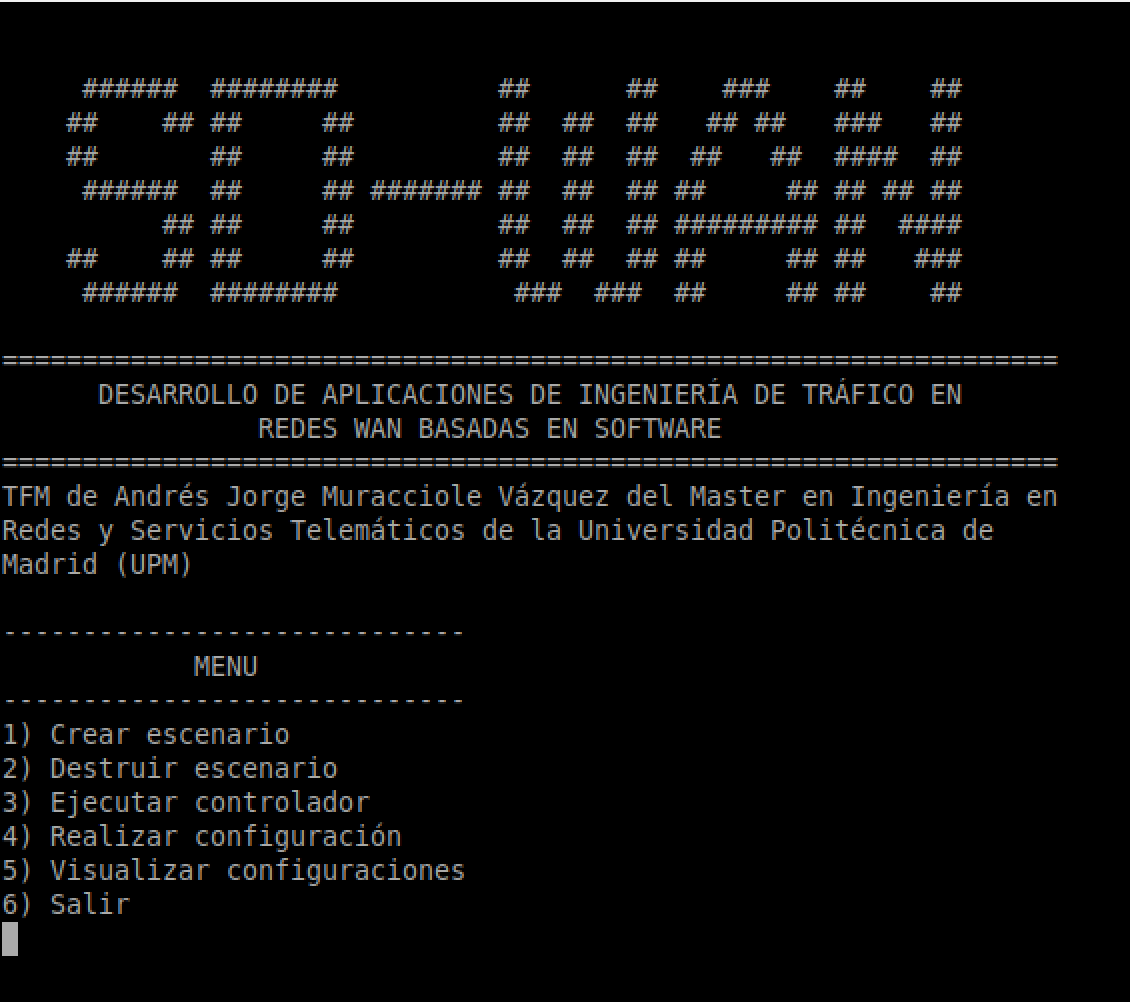 SD-WAN
=================================================================
DESARROLLO DE APLICACIONES DE INGENIERÍA DE TRÁFICO EN
REDES WAN BASADAS EN SOFTWARE
=================================================================
TFM de Andrés Jorge Muracciole Vázquez del Master en Ingeniería en
Redes y Servicios Telemáticos de la Universidad Politécnica de
Madrid (UPM)
-----------------------------
MENU
-----------------------------
1) Crear escenario
2) Destruir escenario
3) Ejecutar controlador
4) Realizar configuración
5) Visualizar configuraciones
6) Salir